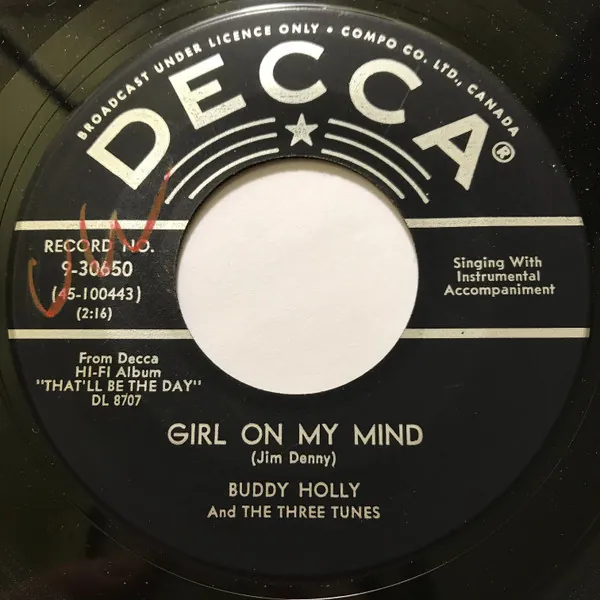 BROADCAST UNDER LICENCE ONLY • COMPO CO. LTD., CANADA
DECCA®
RECORD NO.
9-30650
(45-100443)
(2:16)
Singing With
Instrumental
Accompaniment
From Decca
HI-FI Album
"THAT'LL BE THE DAY"
DL 8707
GIRL ON MY MIND
(Jim Denny)
BUDDY HOLLY
And THE THREE TUNES